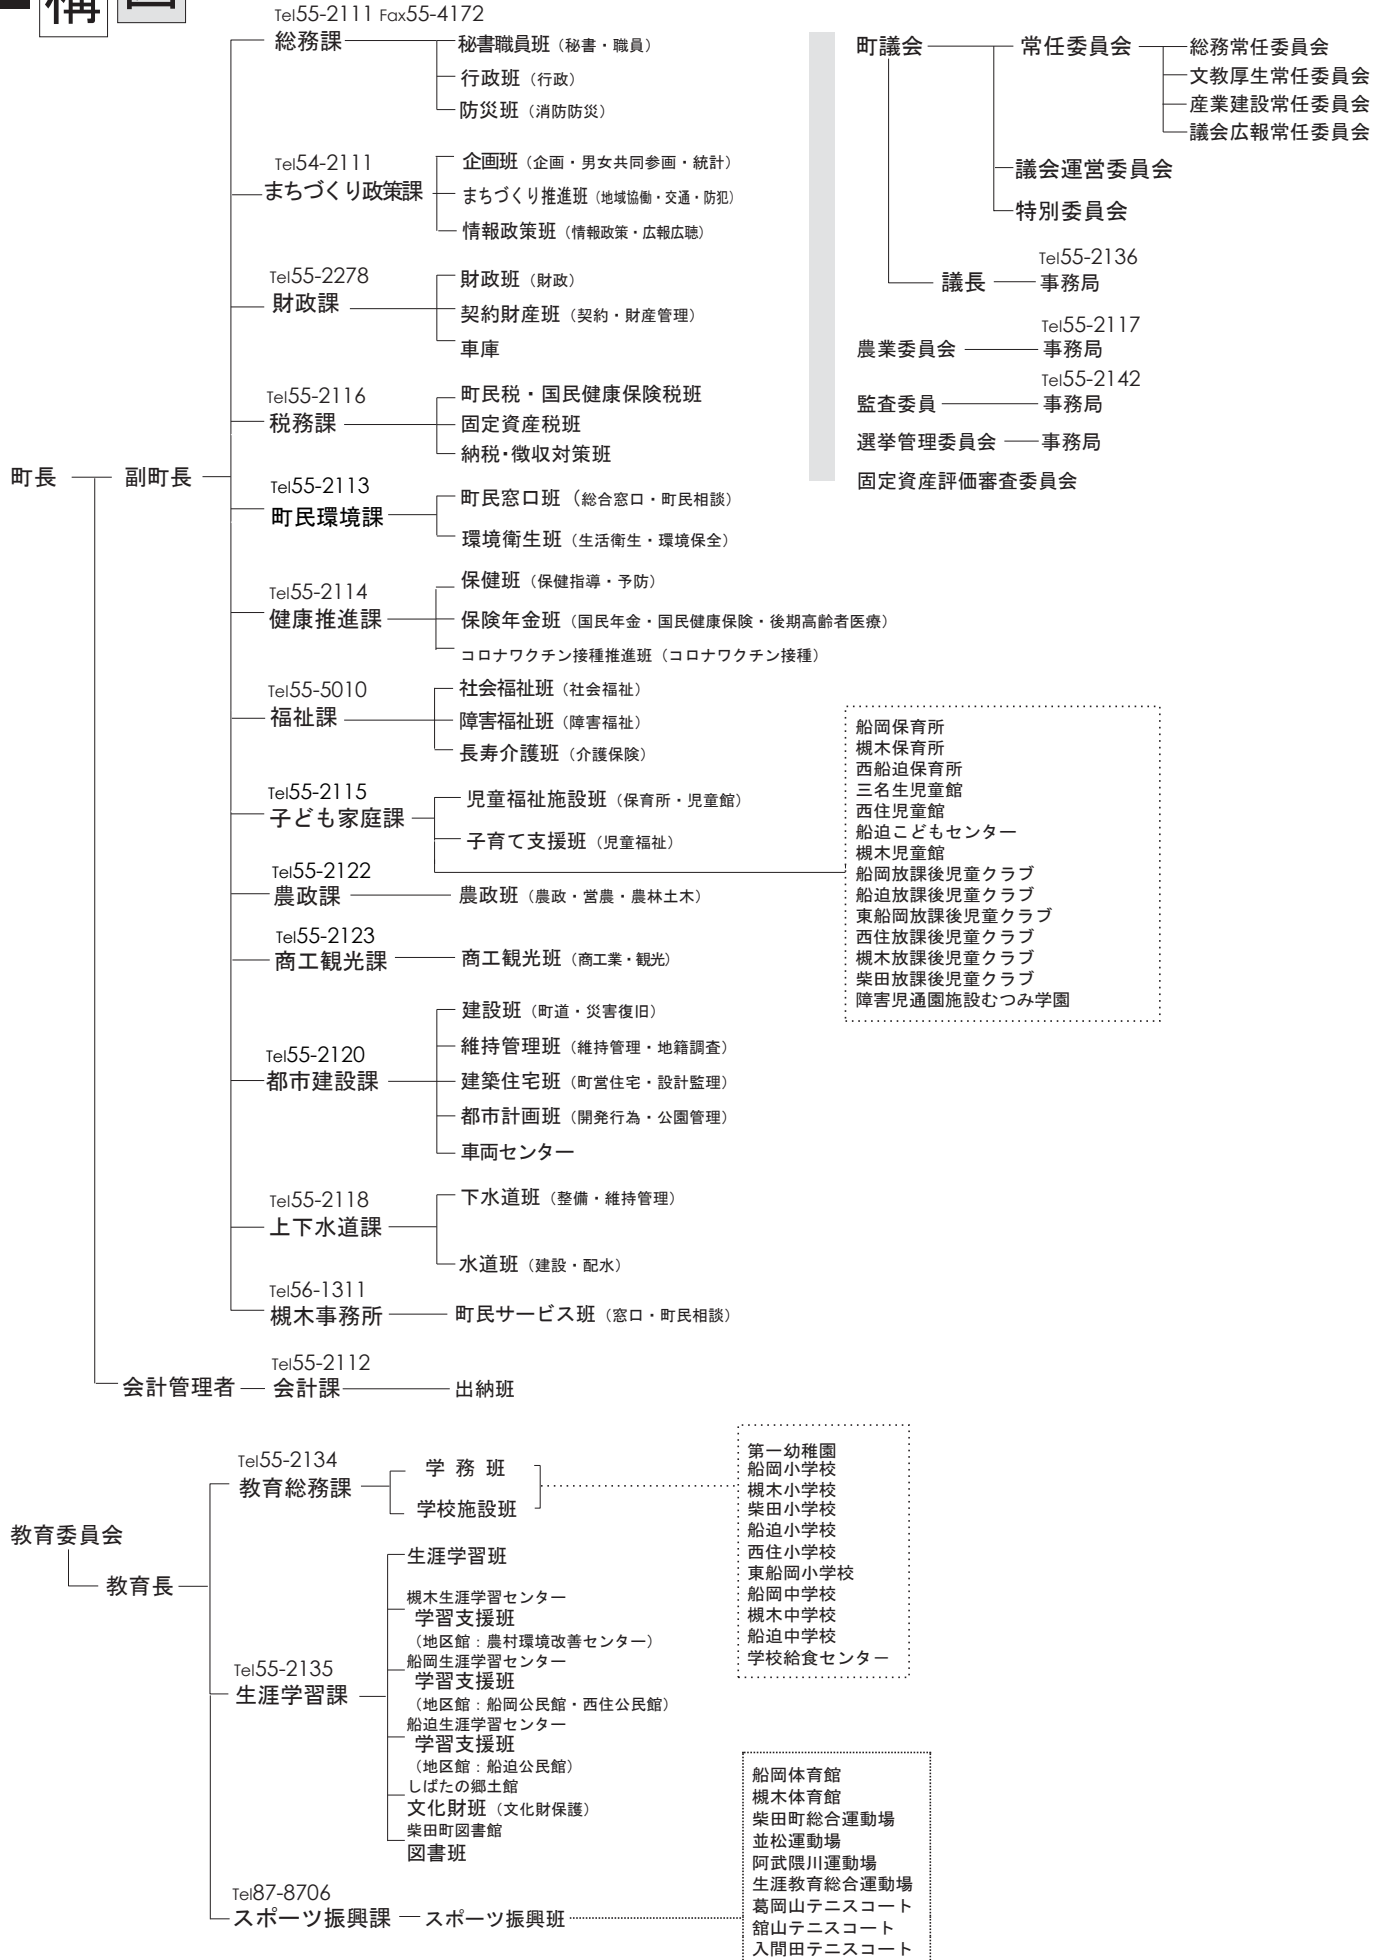 構
Tel55-2111 Fax55-4172
総務課
秘書職員班（秘書・職員）
行政班（行政）
防災班（消防防災）
Tel54-2111
まちづくり政策課
企画班（企画・男女共同参画・統計）
まちづくり推進班（地域協働・交通・防犯）
情報政策班（情報政策・広報広聴）
Tel55-2278
財政課
財政班（財政）
契約財産班（契約・財産管理）
車庫
Tel55-2116
税務課
町民税・国民健康保険税班
固定資産税班
納税・徴収対策班
町長
副町長
Tel55-2113
町民環境課
町民窓口班（総合窓口・町民相談）
環境衛生班（生活衛生・環境保全）
Tel55-2114
健康推進課
保健班（保健指導・予防）
保険年金班（国民年金・国民健康保険・後期高齢者医療）
コロナワクチン接種推進班（コロナワクチン接種）
Tel55-5010
福祉課
社会福祉班（社会福祉）
障害福祉班（障害福祉）
長寿介護班（介護保険）
Tel55-2115
子ども家庭課
児童福祉施設班（保育所・児童館）
子育て支援班（児童福祉）
船岡保育所
槻木保育所
西船迫保育所
三名生児童館
西住児童館
船迫こどもセンター
槻木児童館
船岡放課後児童クラブ
船迫放課後児童クラブ
東船岡放課後児童クラブ
西住放課後児童クラブ
槻木放課後児童クラブ
柴田放課後児童クラブ
障害児通園施設むつみ学園
Tel55-2122
農政課
農政班（農政・営農・農林土木）
Tel55-2123
商工観光課
商工観光班（商工業・観光）
Tel55-2120
都市建設課
建設班（町道・災害復旧）
維持管理班（維持管理・地籍調査）
建築住宅班（町営住宅・設計監理）
都市計画班（開発行為・公園管理）
車両センター
Tel55-2118
上下水道課
下水道班（整備・維持管理）
水道班（建設・配水）
Tel56-1311
槻木事務所
町民サービス班（窓口・町民相談）
会計管理者
Tel55-2112
会計課
出納班
町議会
常任委員会
総務常任委員会
文教厚生常任委員会
産業建設常任委員会
議会広報常任委員会
議会運営委員会
特別委員会
議長
Tel55-2136
事務局
農業委員会
Tel55-2117
事務局
監査委員
Tel55-2142
事務局
選挙管理委員会
事務局
固定資産評価審査委員会
教育委員会
教育長
Tel55-2134
教育総務課
学務班
学校施設班
第一幼稚園
船岡小学校
槻木小学校
柴田小学校
船迫小学校
西住小学校
東船岡小学校
船岡中学校
槻木中学校
船迫中学校
学校給食センター
Tel55-2135
生涯学習課
生涯学習班
槻木生涯学習センター
学習支援班
（地区館：農村環境改善センター）
船岡生涯学習センター
学習支援班
（地区館：船岡公民館・西住公民館）
船迫生涯学習センター
学習支援班
（地区館：船迫公民館）
しばたの郷土館
文化財班（文化財保護）
柴田町図書館
図書班
Tel87-8706
スポーツ振興課
スポーツ振興班
船岡体育館
槻木体育館
柴田町総合運動場
並松運動場
阿武隈川運動場
生涯教育総合運動場
葛岡山テニスコート
舘山テニスコート
入間田テニスコート